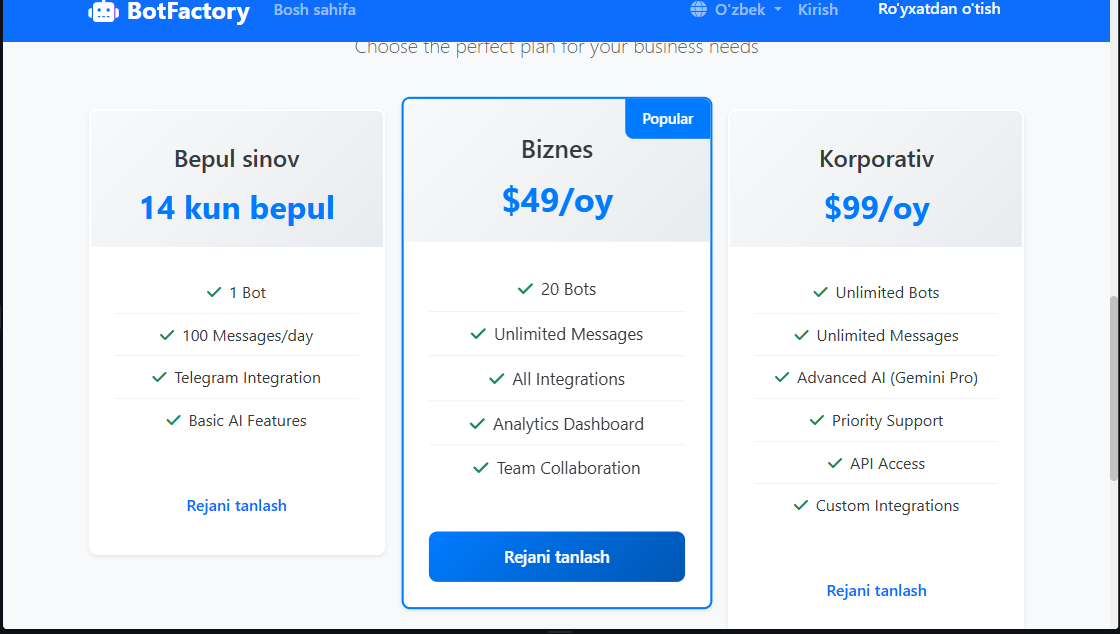 BotFactory Bosh sahifa O'zbek Kirish Ro'yxatdan o'tish
Choose the perfect plan for your business needs
Bepul sinov
14 kun bepul
1 Bot
100 Messages/day
Telegram Integration
Basic AI Features
Rejani tanlash
Popular
Biznes
$49/oy
20 Bots
Unlimited Messages
All Integrations
Analytics Dashboard
Team Collaboration
Rejani tanlash
Korporativ
$99/oy
Unlimited Bots
Unlimited Messages
Advanced AI (Gemini Pro)
Priority Support
API Access
Custom Integrations
Rejani tanlash